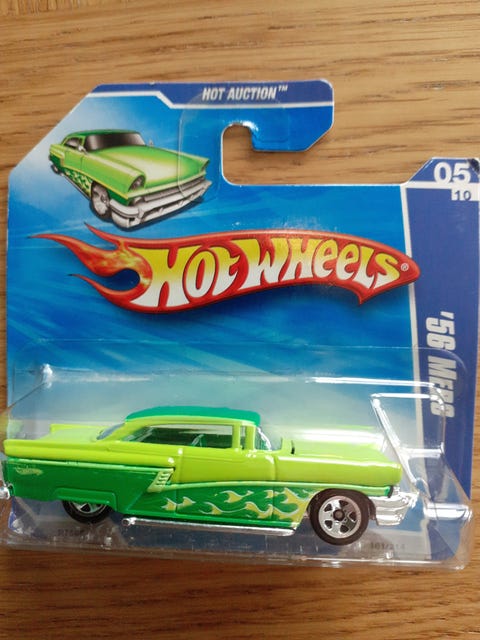 HOT AUCTION™
05
10
HOT WHEELS®
'56 MERC